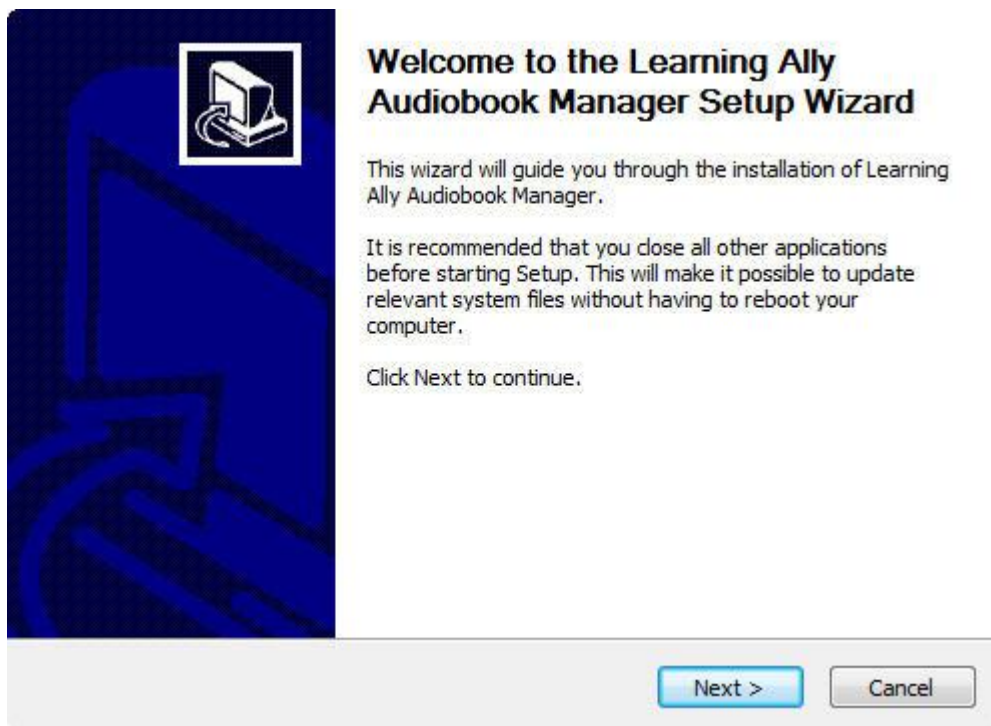 Welcome to the Learning Ally
Audiobook Manager Setup Wizard
This wizard will guide you through the installation of Learning
Ally Audiobook Manager.
It is recommended that you close all other applications
before starting Setup. This will make it possible to update
relevant system files without having to reboot your
computer.
Click Next to continue.
Next >
Cancel